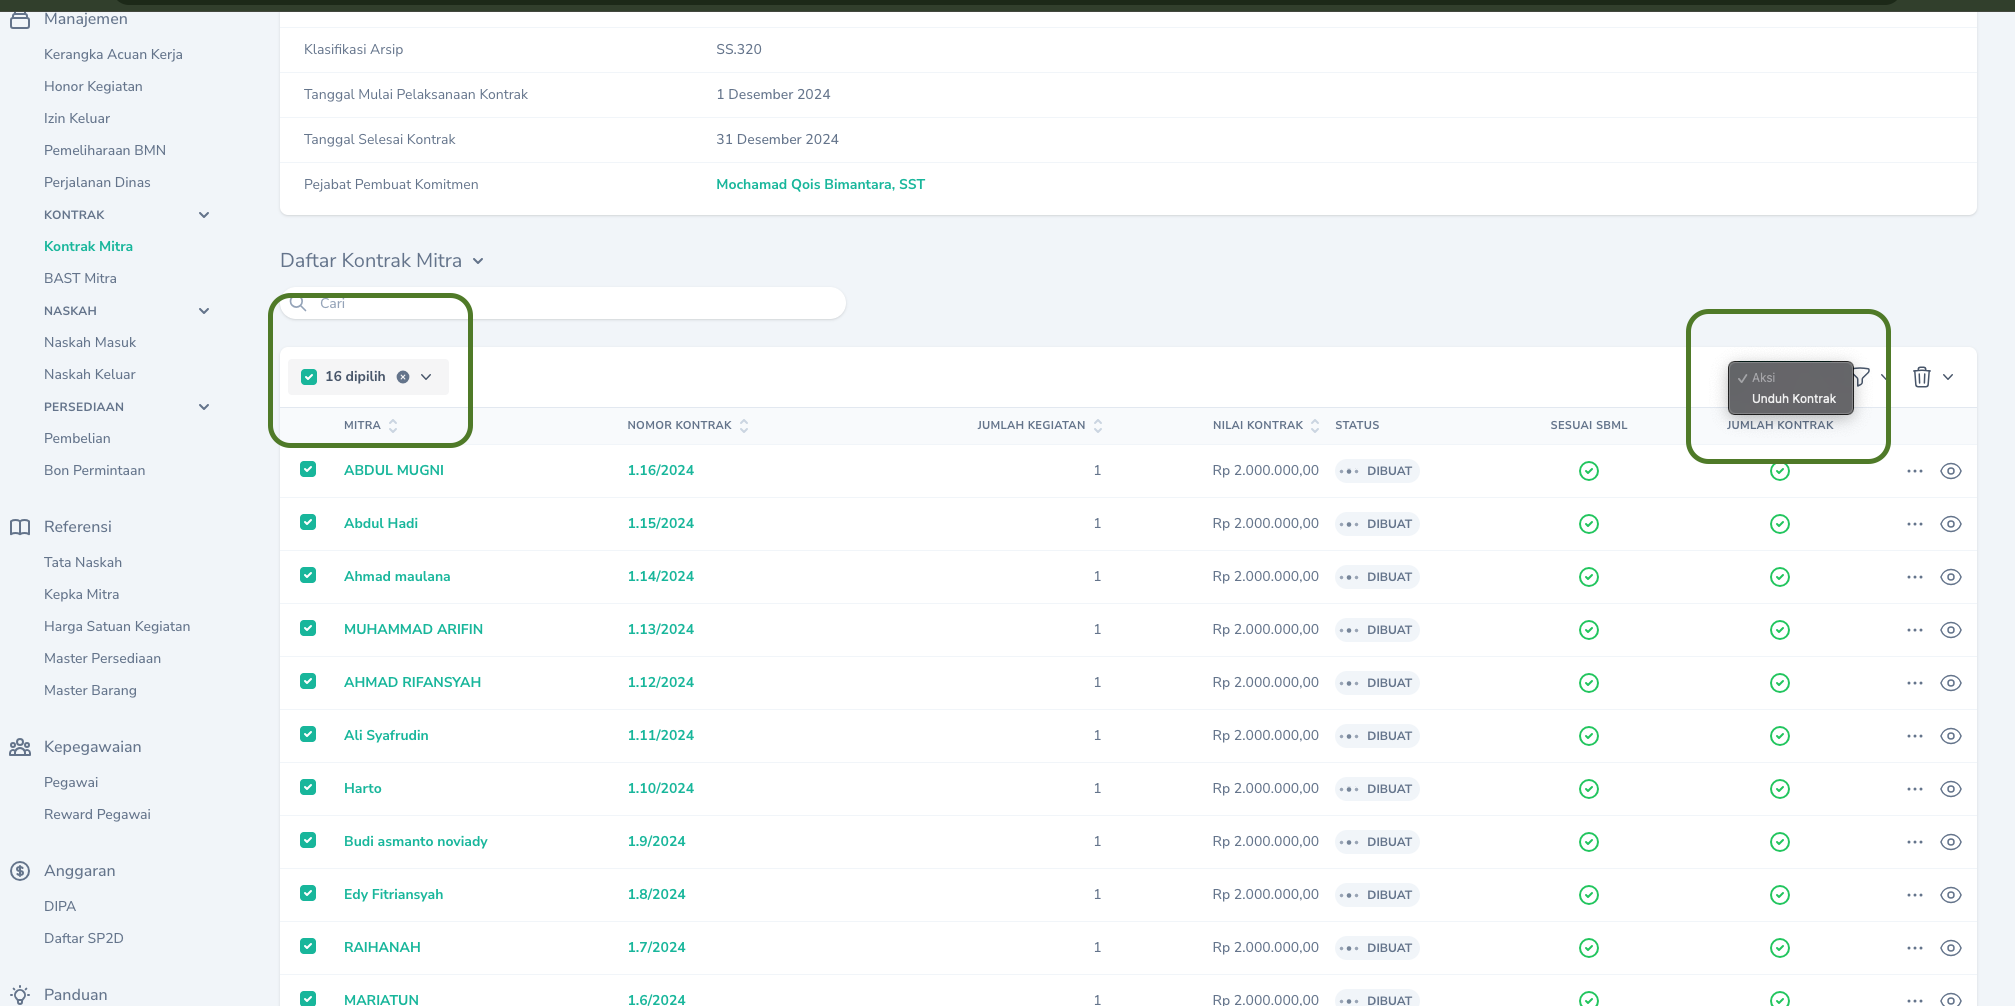 Manajemen
Kerangka Acuan Kerja
Honor Kegiatan
Izin Keluar
Pemeliharaan BMN
Perjalanan Dinas
KONTRAK
Kontrak Mitra
BAST Mitra
NASKAH
Naskah Masuk
Naskah Keluar
PERSEDIAAN
Pembelian
Bon Permintaan
Referensi
Tata Naskah
Kepka Mitra
Harga Satuan Kegiatan
Master Persediaan
Master Barang
Kepegawaian
Pegawai
Reward Pegawai
Anggaran
DIPA
Daftar SP2D
Panduan
Klasifikasi Arsip SS.320
Tanggal Mulai Pelaksanaan Kontrak 1 Desember 2024
Tanggal Selesai Kontrak 31 Desember 2024
Pejabat Pembuat Komitmen Mochamad Qois Bimantara, SST
Daftar Kontrak Mitra
Cari
16 dipilih
Aksi
Unduh Kontrak
MITRA NOMOR KONTRAK JUMLAH KEGIATAN NILAI KONTRAK STATUS SESUAI SBML JUMLAH KONTRAK
ABDUL MUGNI 1.16/2024 1 Rp 2.000.000,00 DIBUAT
Abdul Hadi 1.15/2024 1 Rp 2.000.000,00 DIBUAT
Ahmad maulana 1.14/2024 1 Rp 2.000.000,00 DIBUAT
MUHAMMAD ARIFIN 1.13/2024 1 Rp 2.000.000,00 DIBUAT
AHMAD RIFANSYAH 1.12/2024 1 Rp 2.000.000,00 DIBUAT
Ali Syafrudin 1.11/2024 1 Rp 2.000.000,00 DIBUAT
Harto 1.10/2024 1 Rp 2.000.000,00 DIBUAT
Budi asmanto noviady 1.9/2024 1 Rp 2.000.000,00 DIBUAT
Edy Fitriansyah 1.8/2024 1 Rp 2.000.000,00 DIBUAT
RAIHANAH 1.7/2024 1 Rp 2.000.000,00 DIBUAT
MARIATUN 1.6/2024 1 Rp 2.000.000,00 DIBUAT